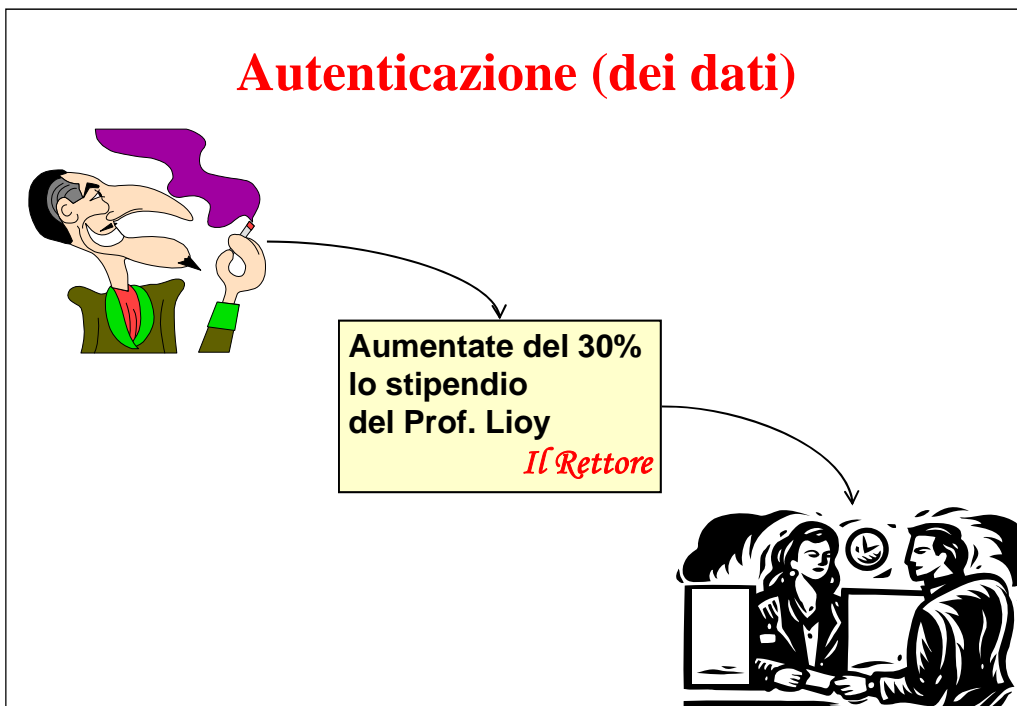 Autenticazione (dei dati)
Aumentate del 30%
lo stipendio
del Prof. Lioy
Il Rettore